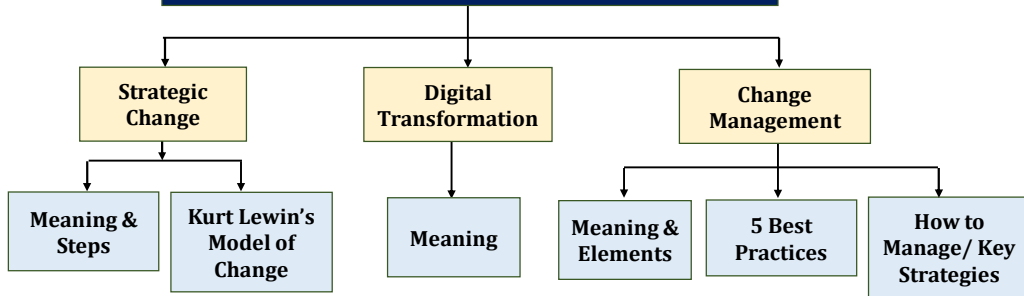 Strategic
Change
Digital
Transformation
Change
Management
Meaning &
Steps
Kurt Lewin’s
Model of
Change
Meaning
Meaning &
Elements
5 Best
Practices
How to
Manage/ Key
Strategies